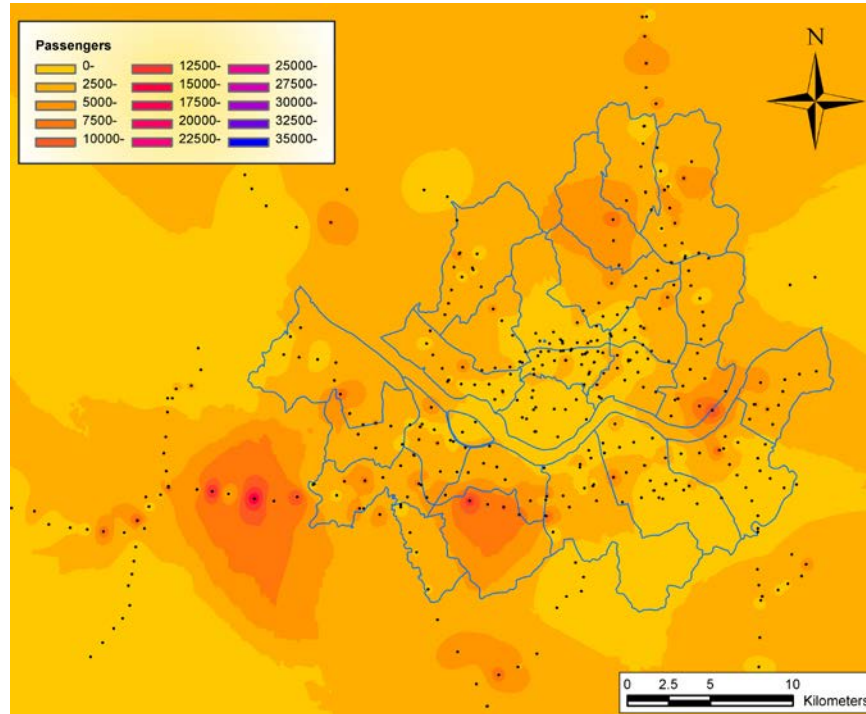 Passengers
0- 12500- 25000-
2500- 15000- 27500-
5000- 17500- 30000-
7500- 20000- 32500-
10000- 22500- 35000-
N
0 2.5 5 10
Kilometers